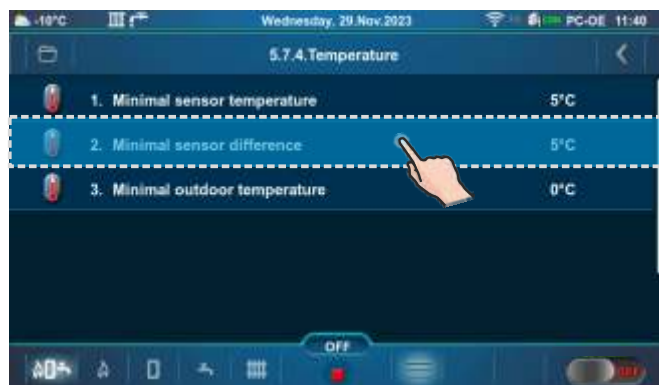 -10°C Wednesday, 29.Nov.2023 PC-OE 11:40
5.7.4.Temperature
1. Minimal sensor temperature 5°C
2. Minimal sensor difference 5°C
3. Minimal outdoor temperature 0°C
OFF
OFF